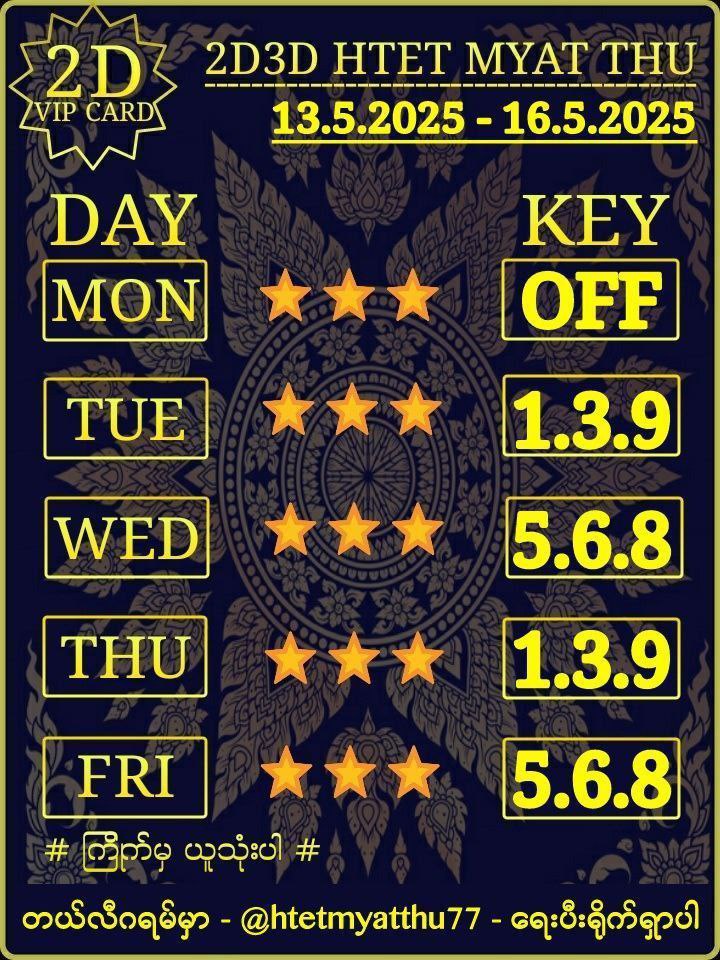 2D
VIP CARD
2D3D HTET MYAT THU
13.5.2025 - 16.5.2025
DAY KEY
MON OFF
TUE 1.3.9
WED 5.6.8
THU 1.3.9
FRI 5.6.8
# ကြိုက်မှ ယူသုံးပါ #
တယ်လီဂရမ်မှာ - @htetmyatthu77 - ရေးပီးရိုက်ရှာပါ